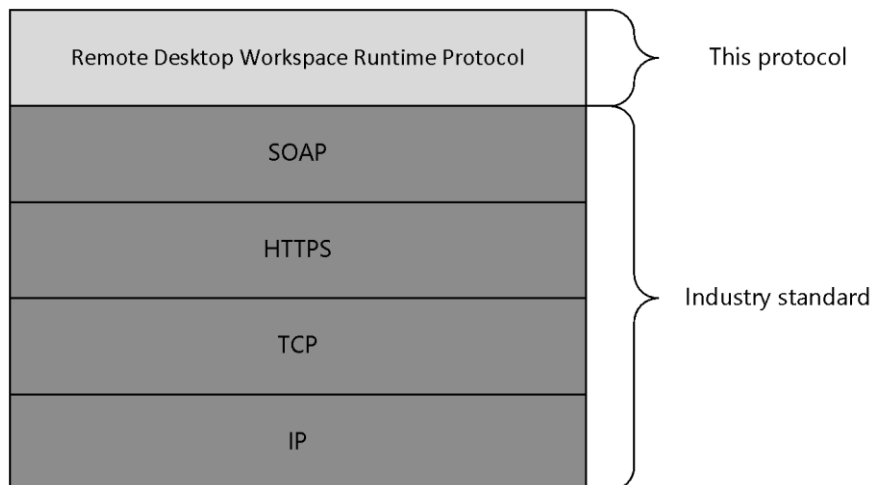 Remote Desktop Workspace Runtime Protocol
This protocol
SOAP
HTTPS
Industry standard
TCP
IP